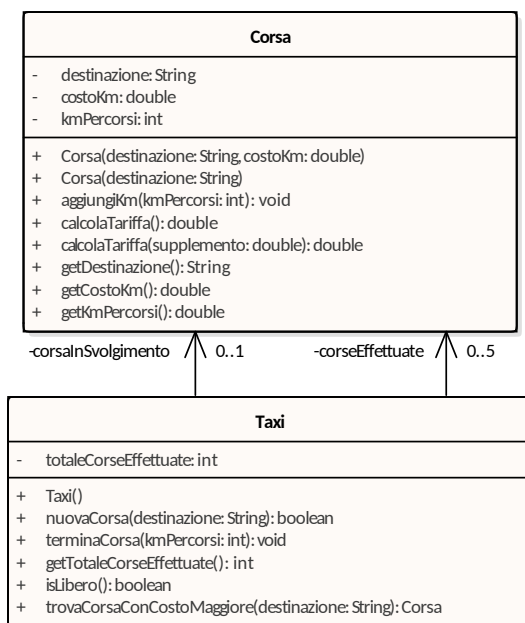 Corsa
- destinazione: String
- costoKm: double
- kmPercorsi: int
+ Corsa(destinazione: String, costoKm: double)
+ Corsa(destinazione: String)
+ aggiungiKm(kmPercorsi: int): void
+ calcolaTariffa(): double
+ calcolaTariffa(supplemento: double): double
+ getDestinazione(): String
+ getCostoKm(): double
+ getKmPercorsi(): double
-corsaInSvolgimento 0..1 -corseEffettuate 0..5
Taxi
- totaleCorseEffettuate: int
+ Taxi()
+ nuovaCorsa(destinazione: String): boolean
+ terminaCorsa(kmPercorsi: int): void
+ getTotaleCorseEffettuate(): int
+ isLibero(): boolean
+ trovaCorsaConCostoMaggiore(destinazione: String): Corsa